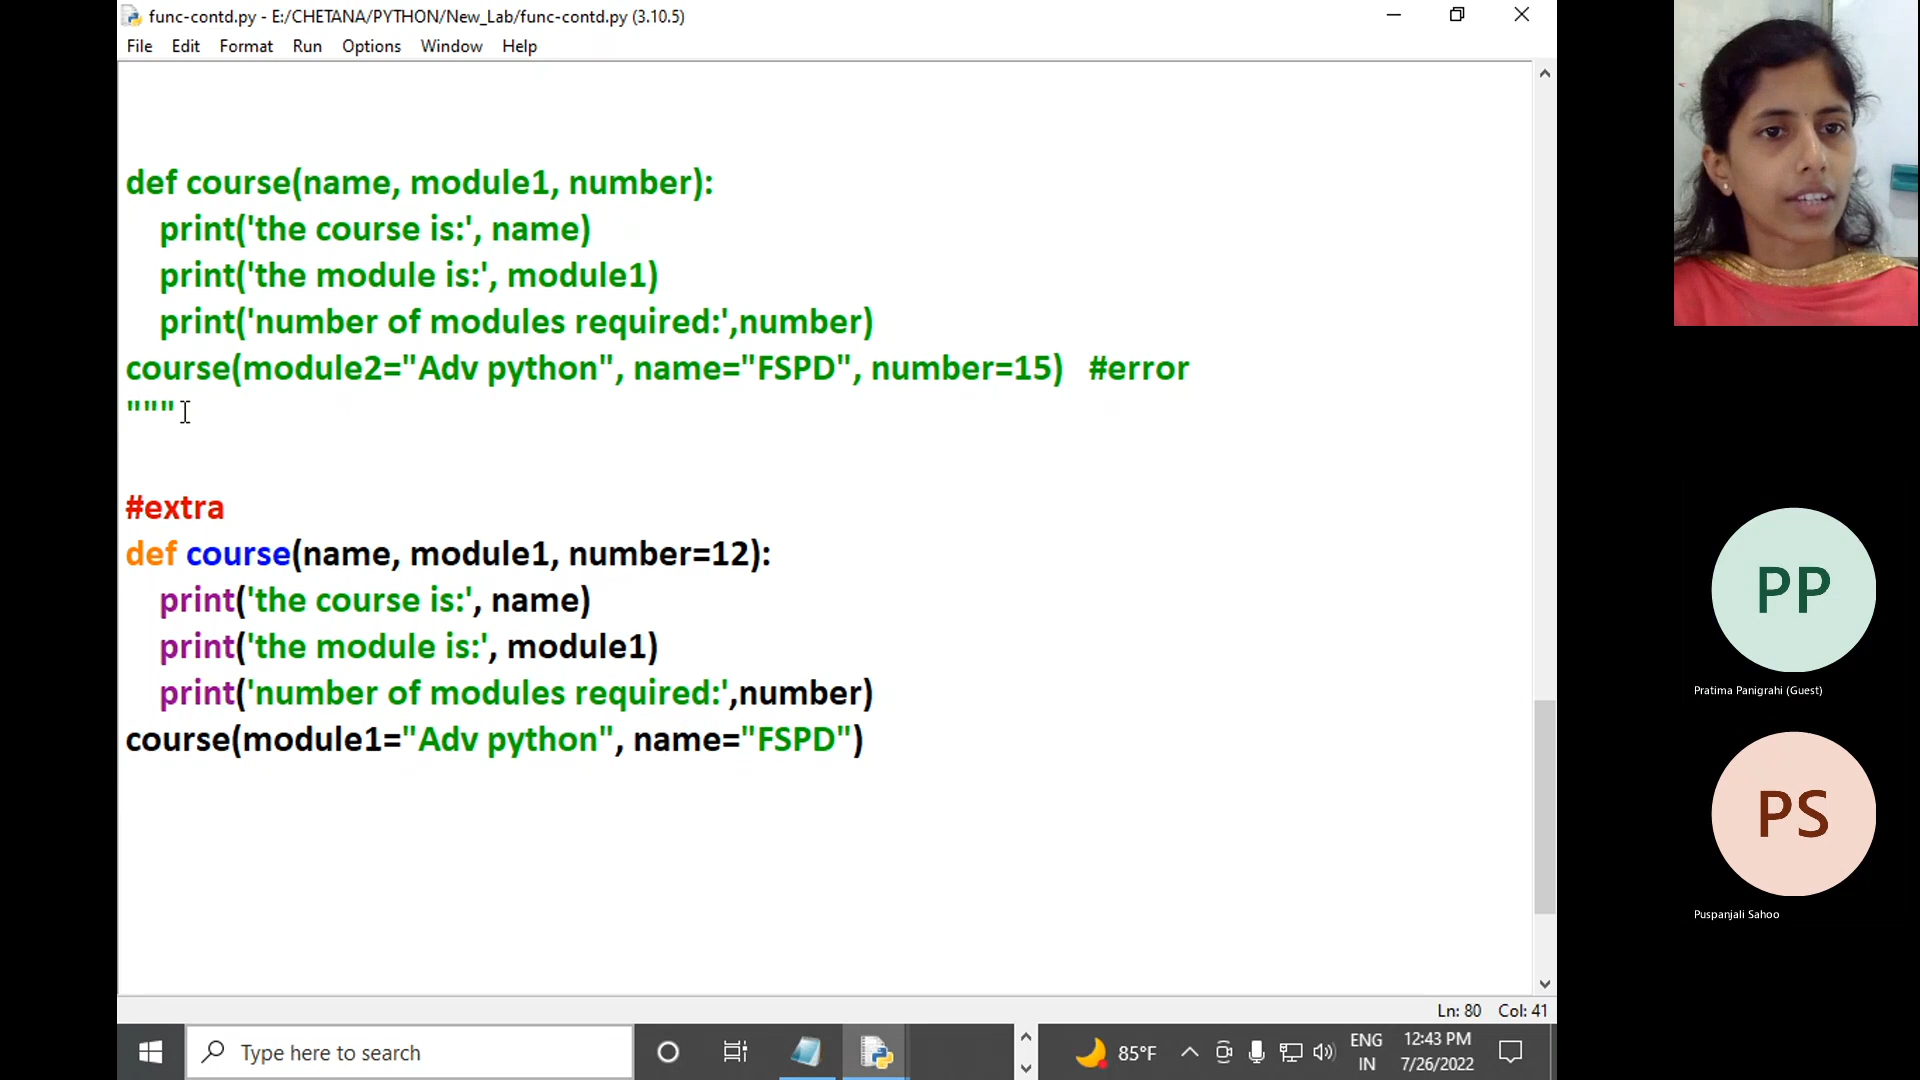 func-contd.py - E:/CHETANA/PYTHON/New_Lab/func-contd.py (3.10.5)
File Edit Format Run Options Window Help
def course(name, module1, number):
    print('the course is:', name)
    print('the module is:', module1)
    print('number of modules required:',number)
course(module2="Adv python", name="FSPD", number=15)   #error
"""
#extra
def course(name, module1, number=12):
    print('the course is:', name)
    print('the module is:', module1)
    print('number of modules required:',number)
course(module1="Adv python", name="FSPD")
Ln: 80 Col: 41
Type here to search
85°F
ENG
IN
12:43 PM
7/26/2022
PP
Pratima Panigrahi (Guest)
PS
Puspanjali Sahoo